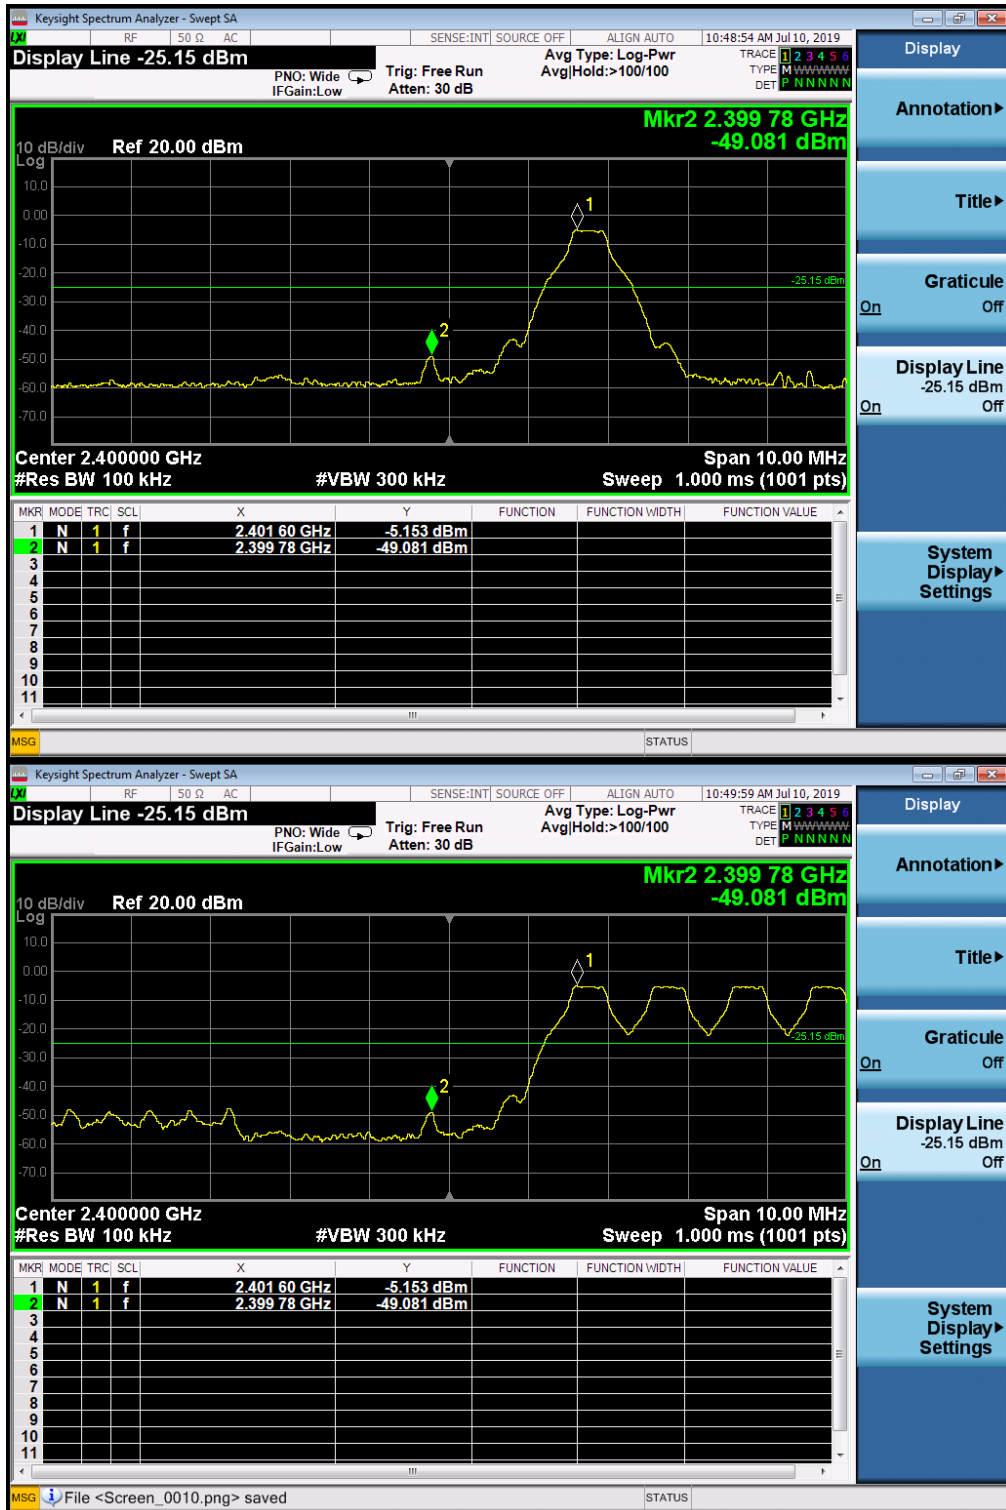 Keysight Spectrum Analyzer - Swept SA
LXI RF 50 Ω AC SENSE:INT SOURCE OFF ALIGN AUTO 10:48:54 AM Jul 10, 2019
Display Line -25.15 dBm
PNO: Wide
IFGain:Low
Trig: Free Run
Atten: 30 dB
Avg Type: Log-Pwr
Avg|Hold:>100/100
TRACE 1 2 3 4 5 6
TYPE M WWWWW
DET P N N N N N
Mkr2 2.399 78 GHz
-49.081 dBm
10 dB/div Ref 20.00 dBm
Log
10.0
0.00
-10.0
-20.0
-30.0
-40.0
-50.0
-60.0
-70.0
1
2
-25.15 dBm
Center 2.400000 GHz Span 10.00 MHz
#Res BW 100 kHz #VBW 300 kHz Sweep 1.000 ms (1001 pts)
MKR MODE TRC SCL X Y FUNCTION FUNCTION WIDTH FUNCTION VALUE
1 N 1 f 2.401 60 GHz -5.153 dBm
2 N 1 f 2.399 78 GHz -49.081 dBm
3
4
5
6
7
8
9
10
11
MSG STATUS
Display
Annotation
Title
Graticule
On Off
Display Line
-25.15 dBm
On Off
System
Display
Settings
Keysight Spectrum Analyzer - Swept SA
LXI RF 50 Ω AC SENSE:INT SOURCE OFF ALIGN AUTO 10:49:59 AM Jul 10, 2019
Display Line -25.15 dBm
PNO: Wide
IFGain:Low
Trig: Free Run
Atten: 30 dB
Avg Type: Log-Pwr
Avg|Hold:>100/100
TRACE 1 2 3 4 5 6
TYPE M WWWWW
DET P N N N N N
Mkr2 2.399 78 GHz
-49.081 dBm
10 dB/div Ref 20.00 dBm
Log
10.0
0.00
-10.0
-20.0
-30.0
-40.0
-50.0
-60.0
-70.0
1
2
-25.15 dBm
Center 2.400000 GHz Span 10.00 MHz
#Res BW 100 kHz #VBW 300 kHz Sweep 1.000 ms (1001 pts)
MKR MODE TRC SCL X Y FUNCTION FUNCTION WIDTH FUNCTION VALUE
1 N 1 f 2.401 60 GHz -5.153 dBm
2 N 1 f 2.399 78 GHz -49.081 dBm
3
4
5
6
7
8
9
10
11
MSG File <Screen_0010.png> saved STATUS
Display
Annotation
Title
Graticule
On Off
Display Line
-25.15 dBm
On Off
System
Display
Settings